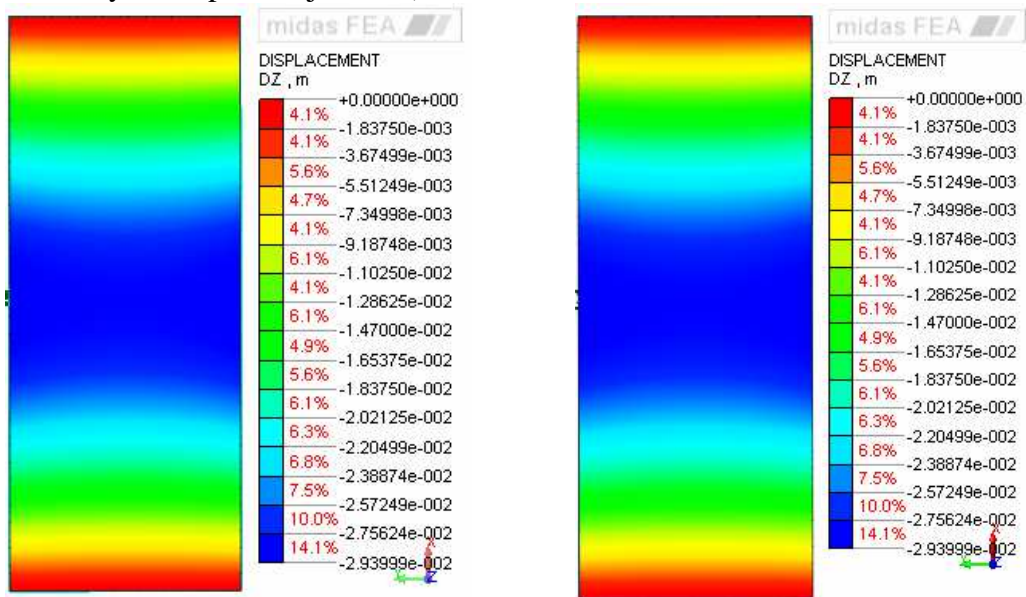 midas FEA
DISPLACEMENT
DZ , m
+0.00000e+000
4.1%
-1.83750e-003
4.1%
-3.67499e-003
5.6%
-5.51249e-003
4.7%
-7.34998e-003
4.1%
-9.18748e-003
6.1%
-1.10250e-002
4.1%
-1.28625e-002
6.1%
-1.47000e-002
4.9%
-1.65375e-002
5.6%
-1.83750e-002
6.1%
-2.02125e-002
6.3%
-2.20499e-002
6.8%
-2.38874e-002
7.5%
-2.57249e-002
10.0%
-2.75624e-002
14.1%
-2.93999e-002
X
Y
Z
midas FEA
DISPLACEMENT
DZ , m
+0.00000e+000
4.1%
-1.83750e-003
4.1%
-3.67499e-003
5.6%
-5.51249e-003
4.7%
-7.34998e-003
4.1%
-9.18748e-003
6.1%
-1.10250e-002
4.1%
-1.28625e-002
6.1%
-1.47000e-002
4.9%
-1.65375e-002
5.6%
-1.83750e-002
6.1%
-2.02125e-002
6.3%
-2.20499e-002
6.8%
-2.38874e-002
7.5%
-2.57249e-002
10.0%
-2.75624e-002
14.1%
-2.93999e-002
X
Y
Z